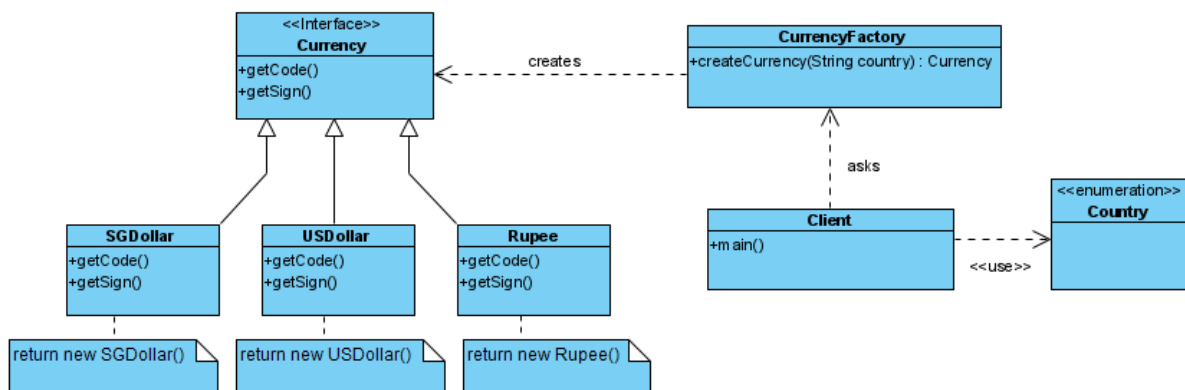 <<Interface>>
Currency
+getCode()
+getSign()
creates
CurrencyFactory
+createCurrency(String country) : Currency
asks
<<enumeration>>
Country
Client
+main()
<<use>>
SGDollar
+getCode()
+getSign()
USDollar
+getCode()
+getSign()
Rupee
+getCode()
+getSign()
return new SGDollar()
return new USDollar()
return new Rupee()